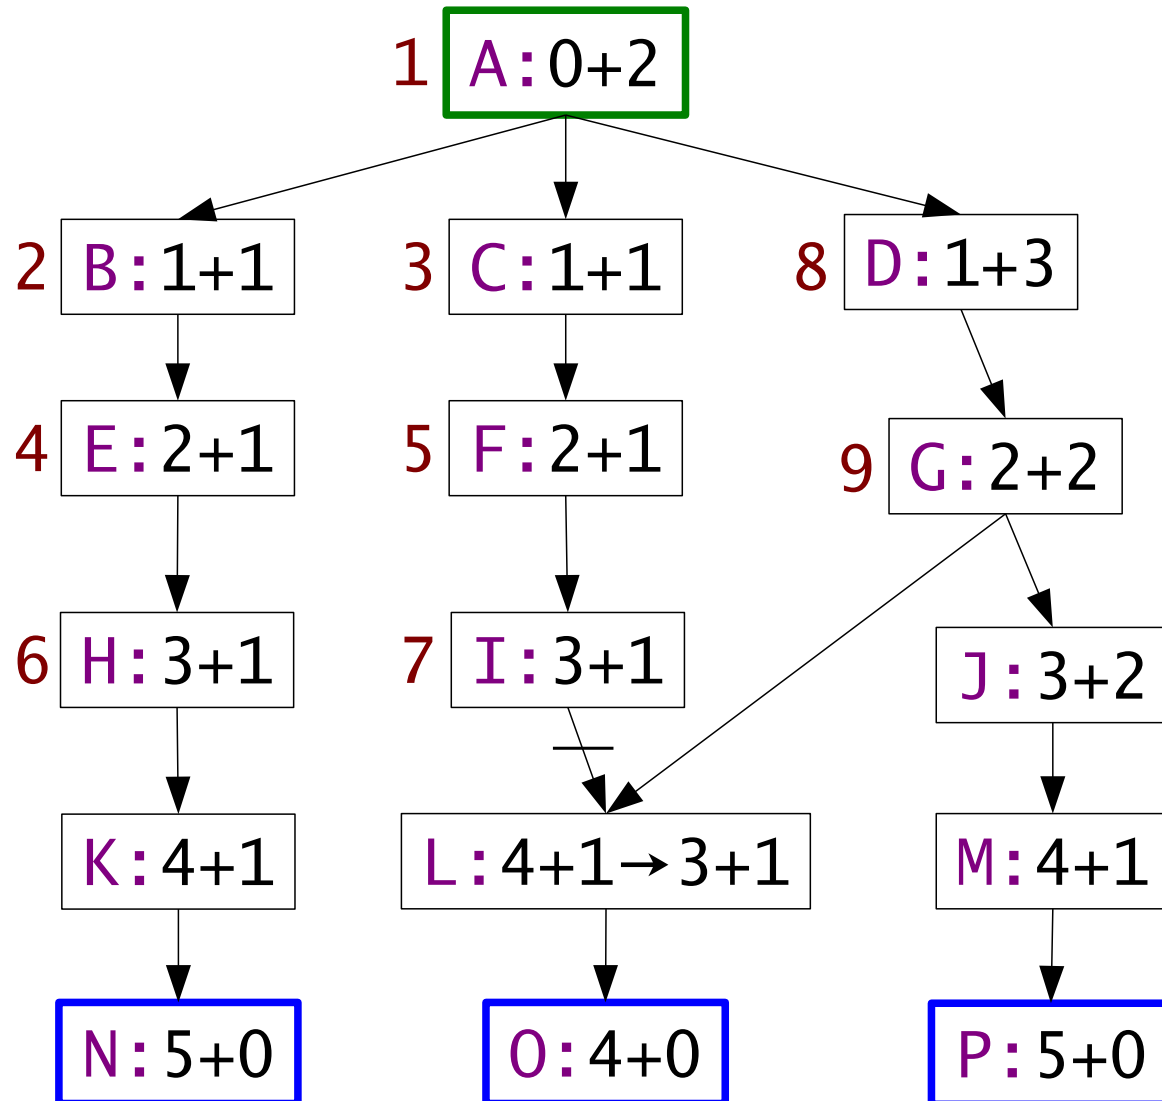 1 A:0+2
2 B:1+1 3 C:1+1 8 D:1+3
4 E:2+1 5 F:2+1 9 G:2+2
6 H:3+1 7 I:3+1 J:3+2
K:4+1 L:4+1→3+1 M:4+1
N:5+0 O:4+0 P:5+0